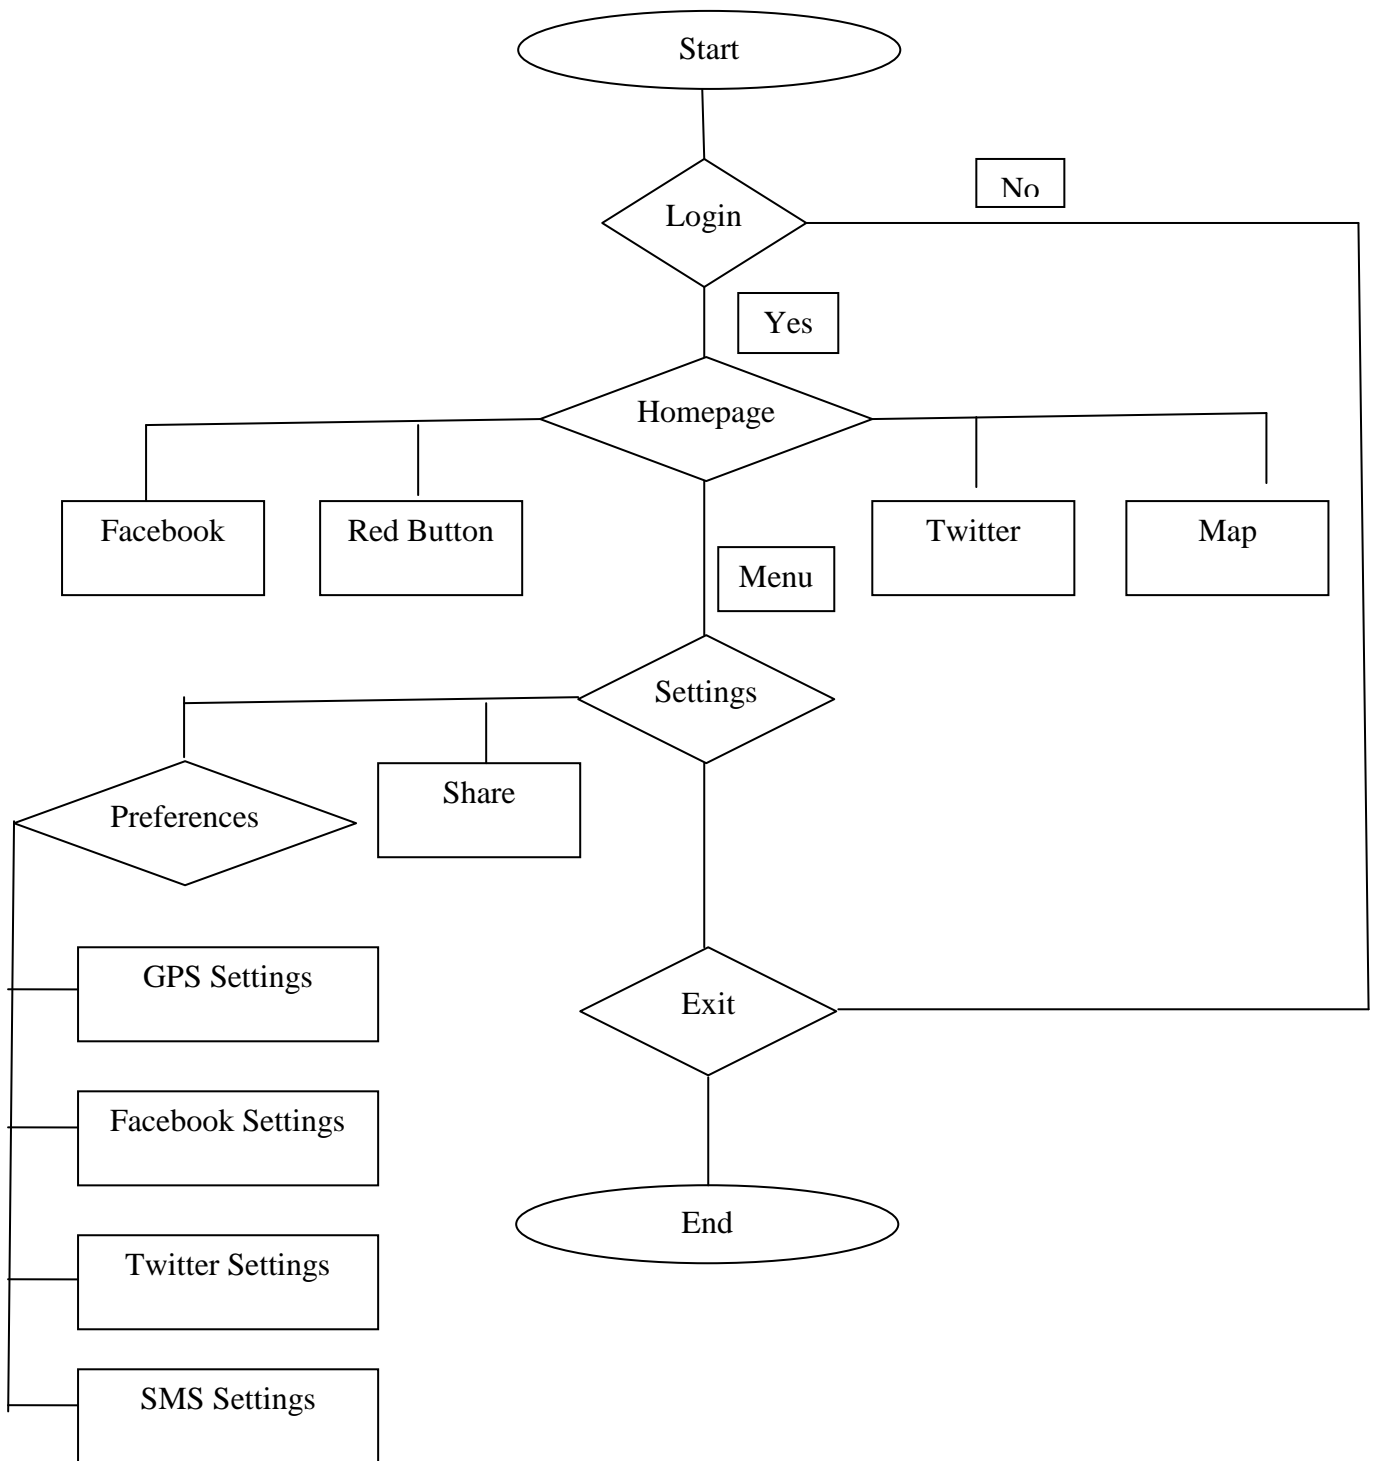 Start
No
Login
Yes
Homepage
Facebook
Red Button
Twitter
Map
Menu
Settings
Preferences
Share
GPS Settings
Exit
Facebook Settings
End
Twitter Settings
SMS Settings